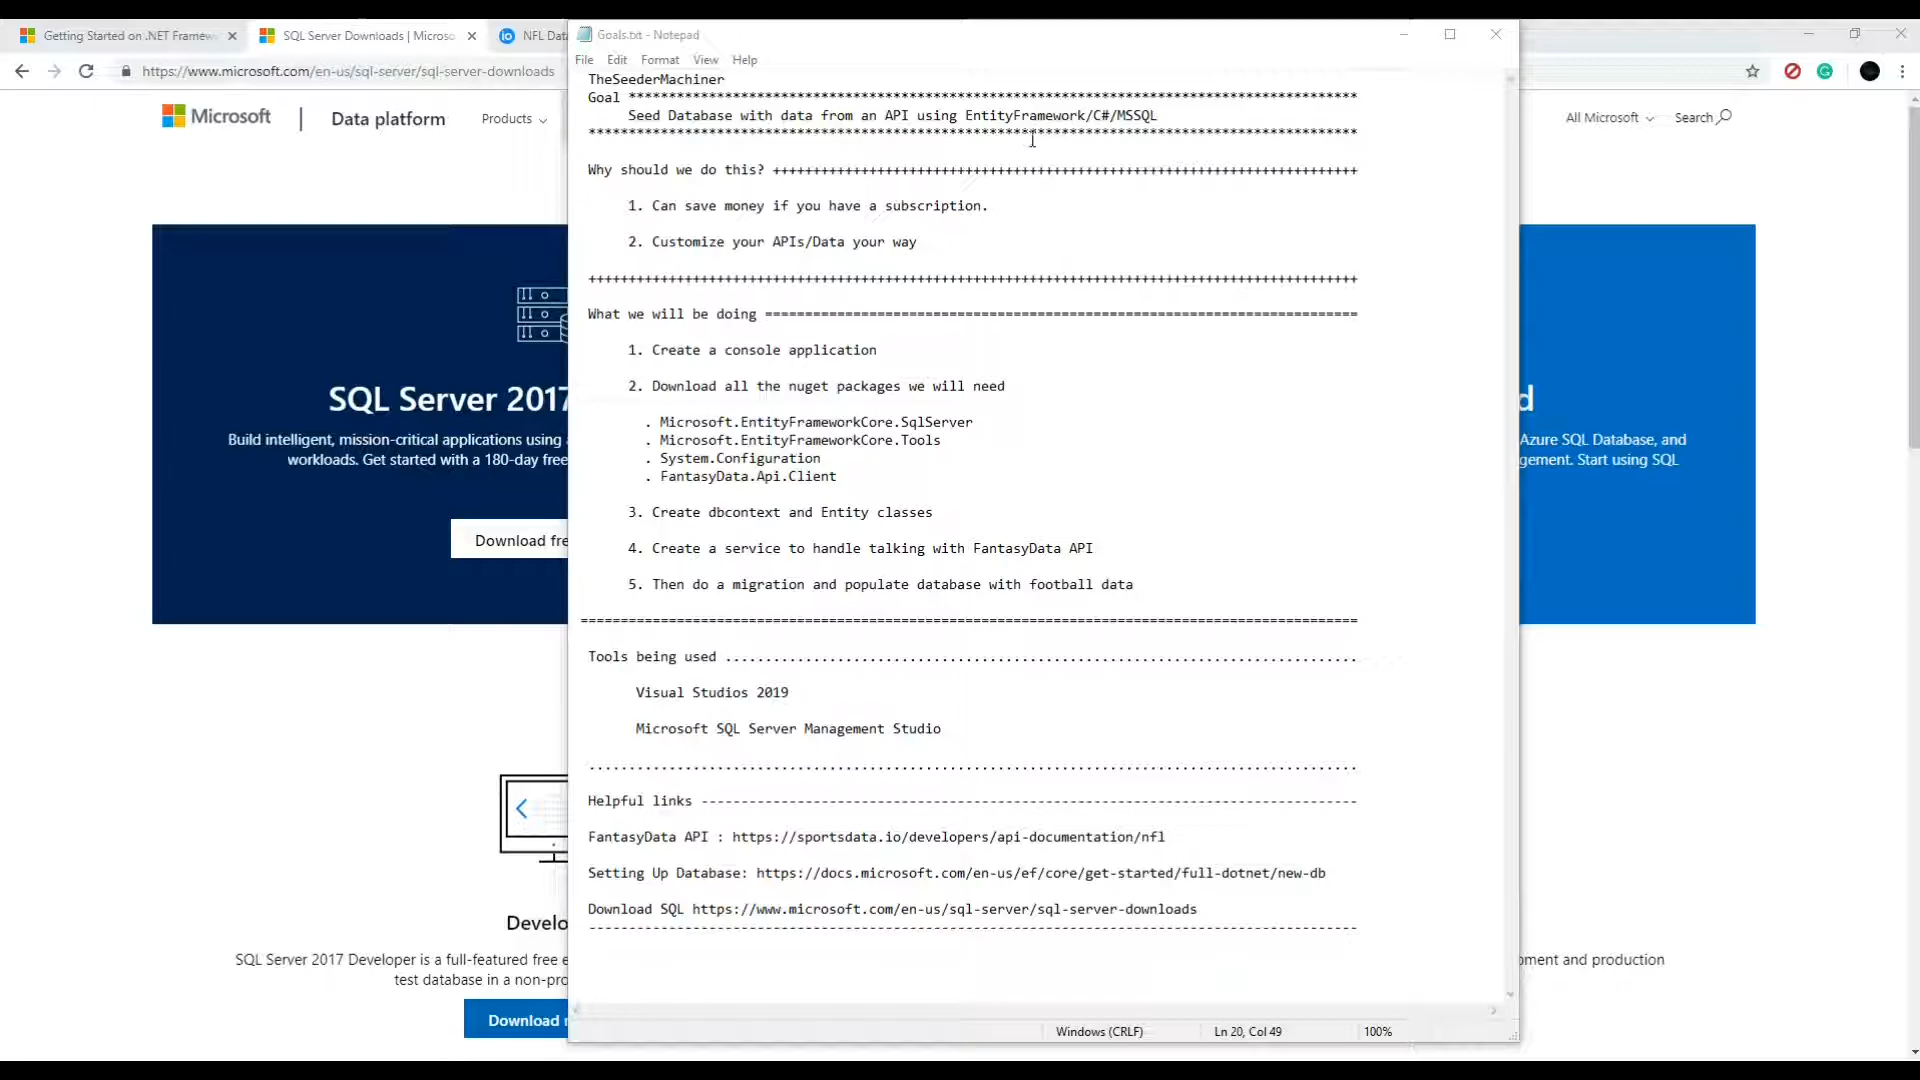 Getting Started on .NET Framew
SQL Server Downloads | Microso
NFL Data
Goals.txt - Notepad
https://www.microsoft.com/en-us/sql-server/sql-server-downloads
File Edit Format View Help
Microsoft | Data platform Products
All Microsoft Search
TheSeederMachiner
Goal *******************************************************************************************
Seed Database with data from an API using EntityFramework/C#/MSSQL
************************************************************************************************
Why should we do this? +++++++++++++++++++++++++++++++++++++++++++++++++++++++++++++++++++++++++
1. Can save money if you have a subscription.
2. Customize your APIs/Data your way
++++++++++++++++++++++++++++++++++++++++++++++++++++++++++++++++++++++++++++++++++++++++++++++++
What we will be doing ==========================================================================
1. Create a console application
2. Download all the nuget packages we will need
. Microsoft.EntityFrameworkCore.SqlServer
. Microsoft.EntityFrameworkCore.Tools
. System.Configuration
. FantasyData.Api.Client
3. Create dbcontext and Entity classes
4. Create a service to handle talking with FantasyData API
5. Then do a migration and populate database with football data
=================================================================================================
Tools being used ...............................................................................
Visual Studios 2019
Microsoft SQL Server Management Studio
................................................................................................
Helpful links ----------------------------------------------------------------------------------
FantasyData API : https://sportsdata.io/developers/api-documentation/nfl
Setting Up Database: https://docs.microsoft.com/en-us/ef/core/get-started/full-dotnet/new-db
Download SQL https://www.microsoft.com/en-us/sql-server/sql-server-downloads
------------------------------------------------------------------------------------------------
Windows (CRLF) Ln 20, Col 49 100%
SQL Server 2017
Build intelligent, mission-critical applications using a
workloads. Get started with a 180-day free
Download fre
d
Azure SQL Database, and
gement. Start using SQL
Develo
SQL Server 2017 Developer is a full-featured free e
test database in a non-pro
Download n
pment and production